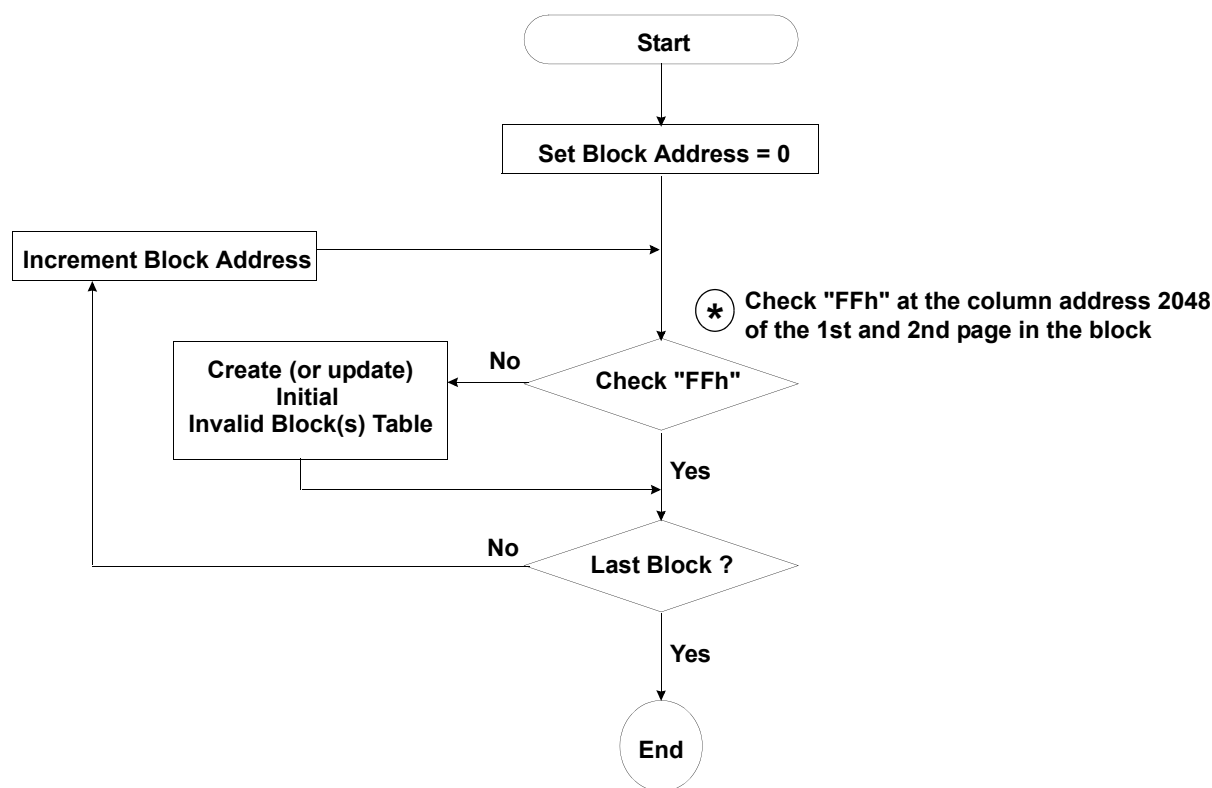 Start
Set Block Address = 0
Increment Block Address
* Check "FFh" at the column address 2048
of the 1st and 2nd page in the block
No
Create (or update)
Initial
Invalid Block(s) Table
Check "FFh"
Yes
No
Last Block ?
Yes
End